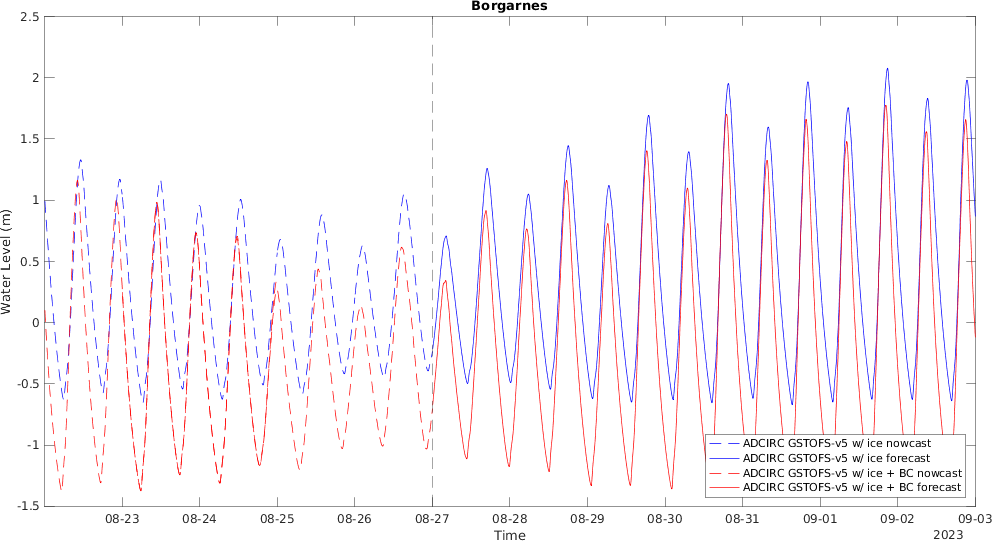 Borgarnes
2.5
2
1.5
1
0.5
0
-0.5
-1
-1.5
Water Level (m)
ADCIRC GSTOFS-v5 w/ ice nowcast
ADCIRC GSTOFS-v5 w/ ice forecast
ADCIRC GSTOFS-v5 w/ ice + BC nowcast
ADCIRC GSTOFS-v5 w/ ice + BC forecast
08-23 08-24 08-25 08-26 08-27 08-28 08-29 08-30 08-31 09-01 09-02 09-03
Time
2023